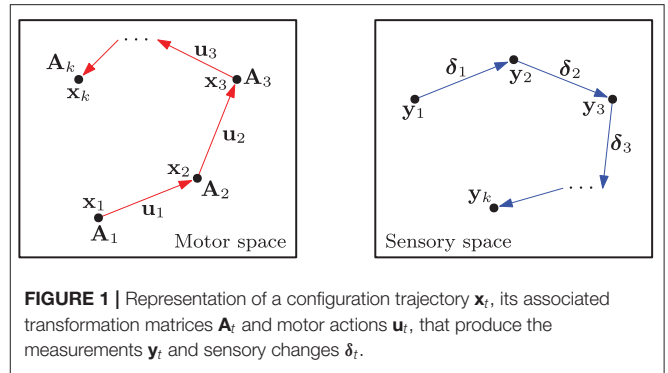 A_k
x_k
. . .
u_3
x_3 A_3
u_2
x_2
A_2
x_1
u_1
A_1
Motor space
δ_1
y_1
y_2
δ_2
y_3
δ_3
. . .
y_k
Sensory space
FIGURE 1 | Representation of a configuration trajectory x_t, its associated
transformation matrices A_t and motor actions u_t, that produce the
measurements y_t and sensory changes δ_t.